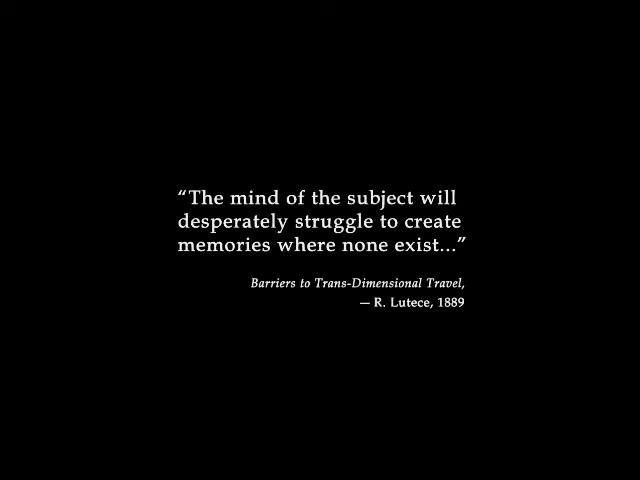 “The mind of the subject will
desperately struggle to create
memories where none exist...”
Barriers to Trans-Dimensional Travel,
— R. Lutece, 1889